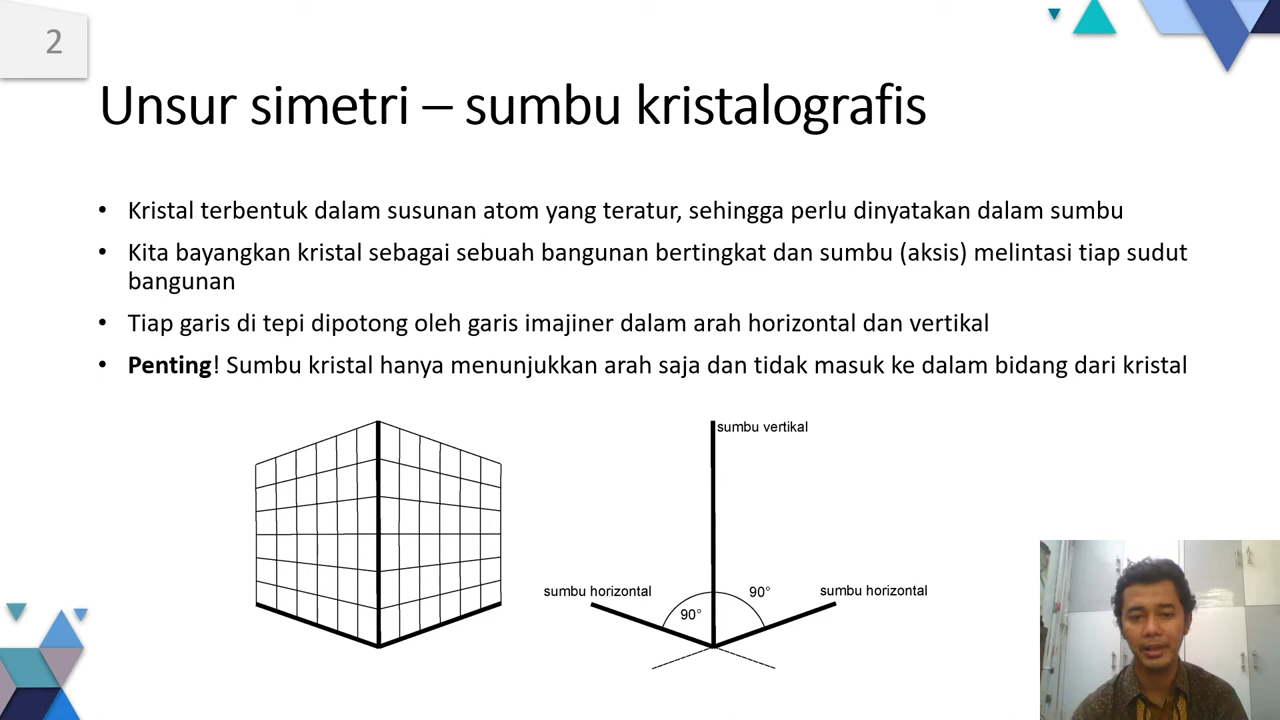 2
Unsur simetri – sumbu kristalografis
• Kristal terbentuk dalam susunan atom yang teratur, sehingga perlu dinyatakan dalam sumbu
• Kita bayangkan kristal sebagai sebuah bangunan bertingkat dan sumbu (aksis) melintasi tiap sudut
bangunan
• Tiap garis di tepi dipotong oleh garis imajiner dalam arah horizontal dan vertikal
• Penting! Sumbu kristal hanya menunjukkan arah saja dan tidak masuk ke dalam bidang dari kristal
sumbu vertikal
sumbu horizontal
90°
90°
sumbu horizontal